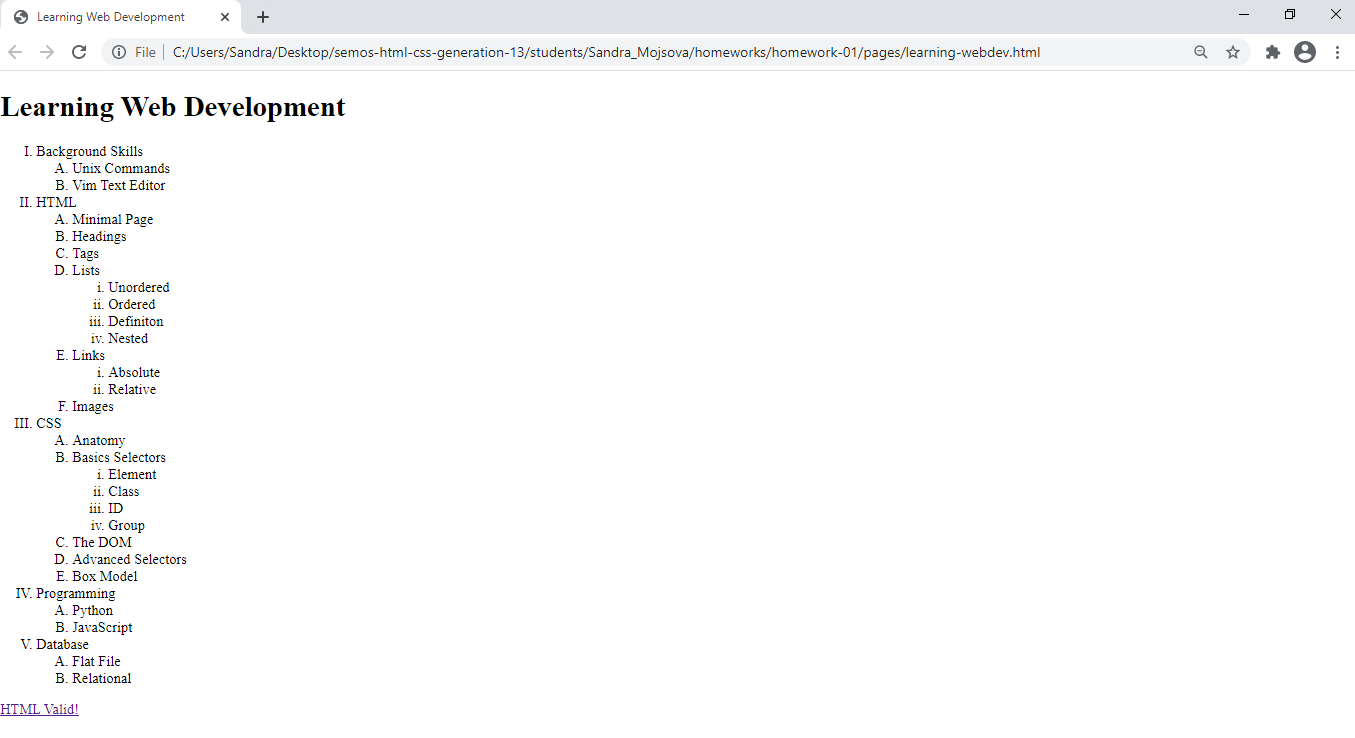 Learning Web Development
File
C:/Users/Sandra/Desktop/semos-html-css-generation-13/students/Sandra_Mojsova/homeworks/homework-01/pages/learning-webdev.html
Learning Web Development
I. Background Skills
A. Unix Commands
B. Vim Text Editor
II. HTML
A. Minimal Page
B. Headings
C. Tags
D. Lists
i. Unordered
ii. Ordered
iii. Definiton
iv. Nested
E. Links
i. Absolute
ii. Relative
F. Images
III. CSS
A. Anatomy
B. Basics Selectors
i. Element
ii. Class
iii. ID
iv. Group
C. The DOM
D. Advanced Selectors
E. Box Model
IV. Programming
A. Python
B. JavaScript
V. Database
A. Flat File
B. Relational
HTML Valid!